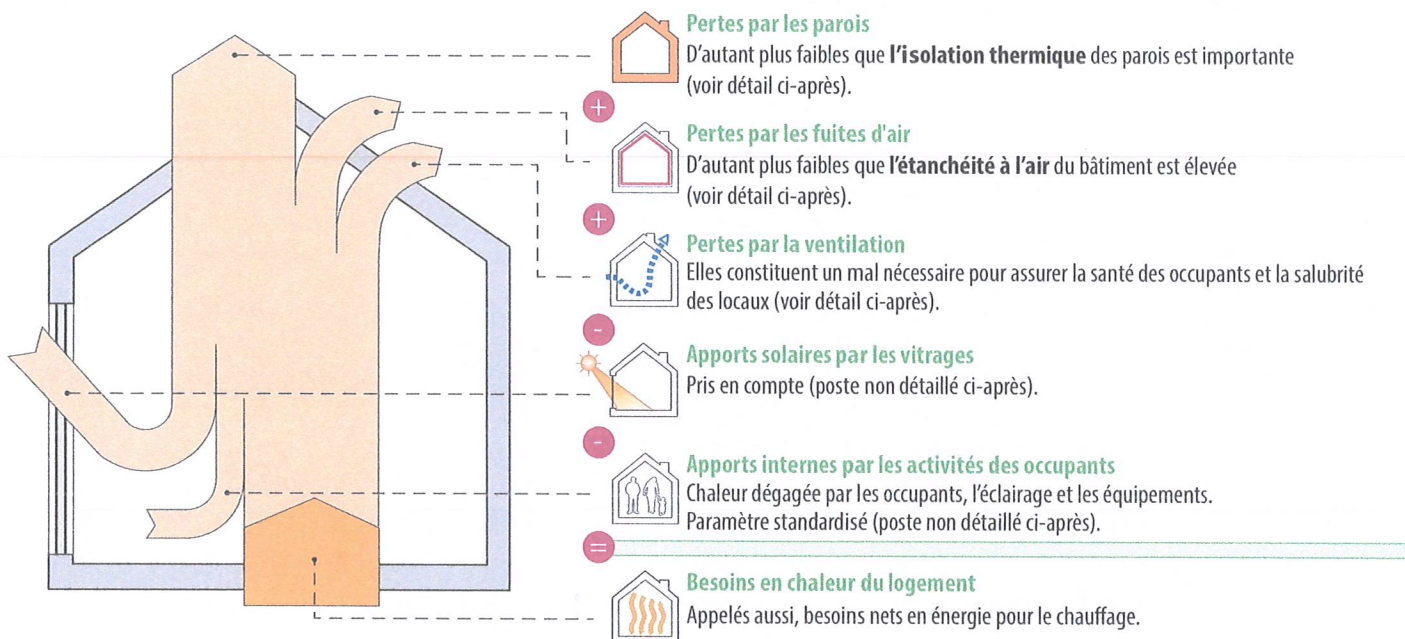 Pertes par les parois
D'autant plus faibles que l'isolation thermique des parois est importante
(voir détail ci-après).
+
Pertes par les fuites d'air
D'autant plus faibles que l'étanchéité à l'air du bâtiment est élevée
(voir détail ci-après).
+
Pertes par la ventilation
Elles constituent un mal nécessaire pour assurer la santé des occupants et la salubrité
des locaux (voir détail ci-après).
-
Apports solaires par les vitrages
Pris en compte (poste non détaillé ci-après).
-
Apports internes par les activités des occupants
Chaleur dégagée par les occupants, l'éclairage et les équipements.
Paramètre standardisé (poste non détaillé ci-après).
=
Besoins en chaleur du logement
Appelés aussi, besoins nets en énergie pour le chauffage.